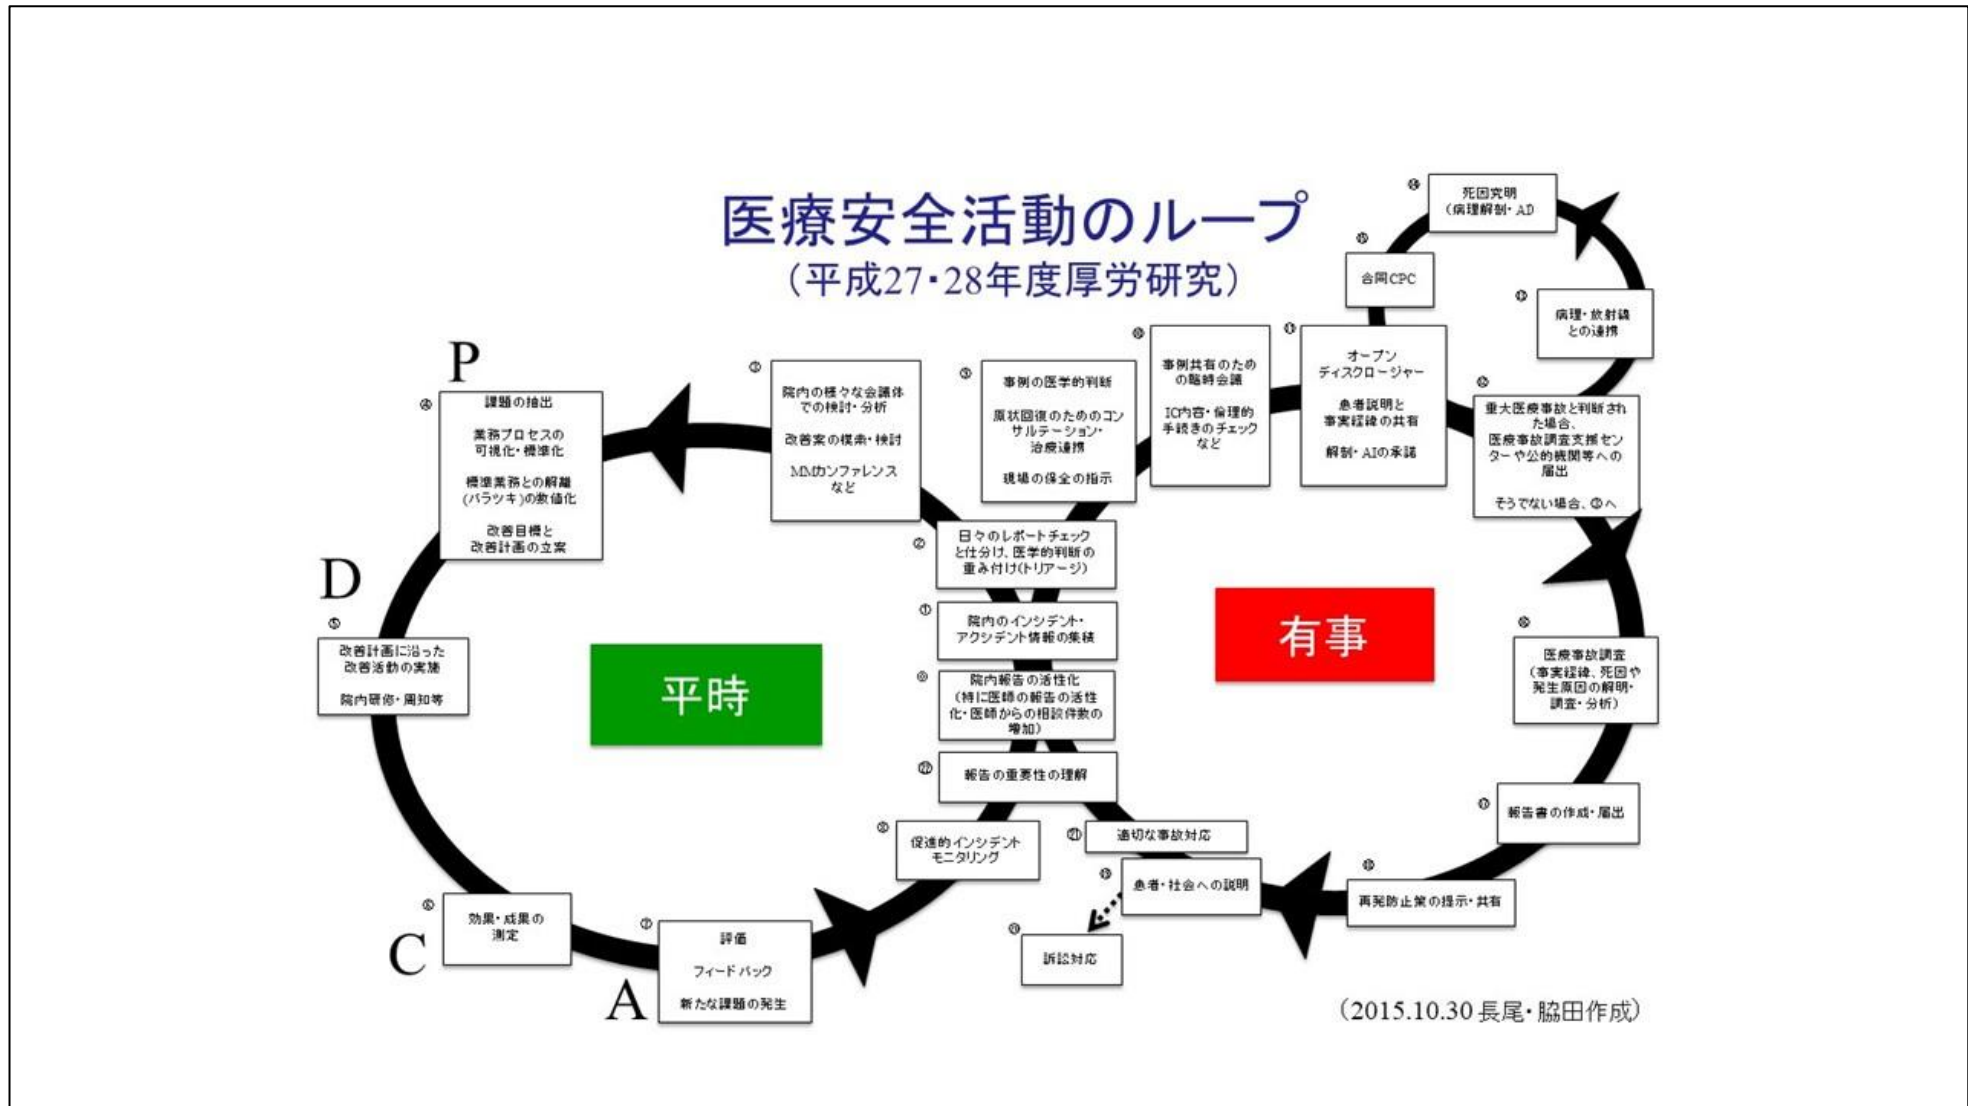 医療安全活動のループ
（平成27・28年度厚労研究）
P
④
課題の抽出
業務プロセスの
可視化・標準化
標準業務との解離
(バラツキ)の数値化
改善目標と
改善計画の立案
D
⑤
改善計画に沿った
改善活動の実施
院内研修・周知等
C
⑥
効果・成果の
測定
A
⑦
評価
フィードバック
新たな課題の発生
③
院内の様々な会議体
での検討・分析
改善案の模索・検討
MMカンファレンス
など
平時
②
日々のレポートチェック
と仕分け、医学的判断の
重み付け(トリアージ)
①
院内のインシデント・
アクシデント情報の集積
院内報告の活性化
(特に医師の報告の活性
化・医師からの相談件数の
増加)
㉒
報告の重要性の理解
促進的インシデント
モニタリング
⑨
事例の医学的判断
原状回復のためのコン
サルテーション・
治療連携
現場の保全の指示
⑩
事例共有のため
の臨時会議
IC内容・倫理的
手続きのチェック
など
⑪
オープン
ディスクロージャー
患者説明と
事実経緯の共有
解剖・AIの承諾
⑫
重大医療事故と判断され
た場合、
医療事故調査支援セン
ターや公的機関等への
届出
そうでない場合、③へ
⑬
病理・放射線
との連携
⑭
死因究明
(病理解剖・AI)
⑮
合同CPC
有事
⑯
医療事故調査
(事実経緯、死因や
発生原因の解明・
調査・分析)
⑰
報告書の作成・届出
⑱
再発防止策の提示・共有
⑲
患者・社会への説明
⑳
訴訟対応
㉑
適切な事故対応
（2015.10.30 長尾・脇田作成）